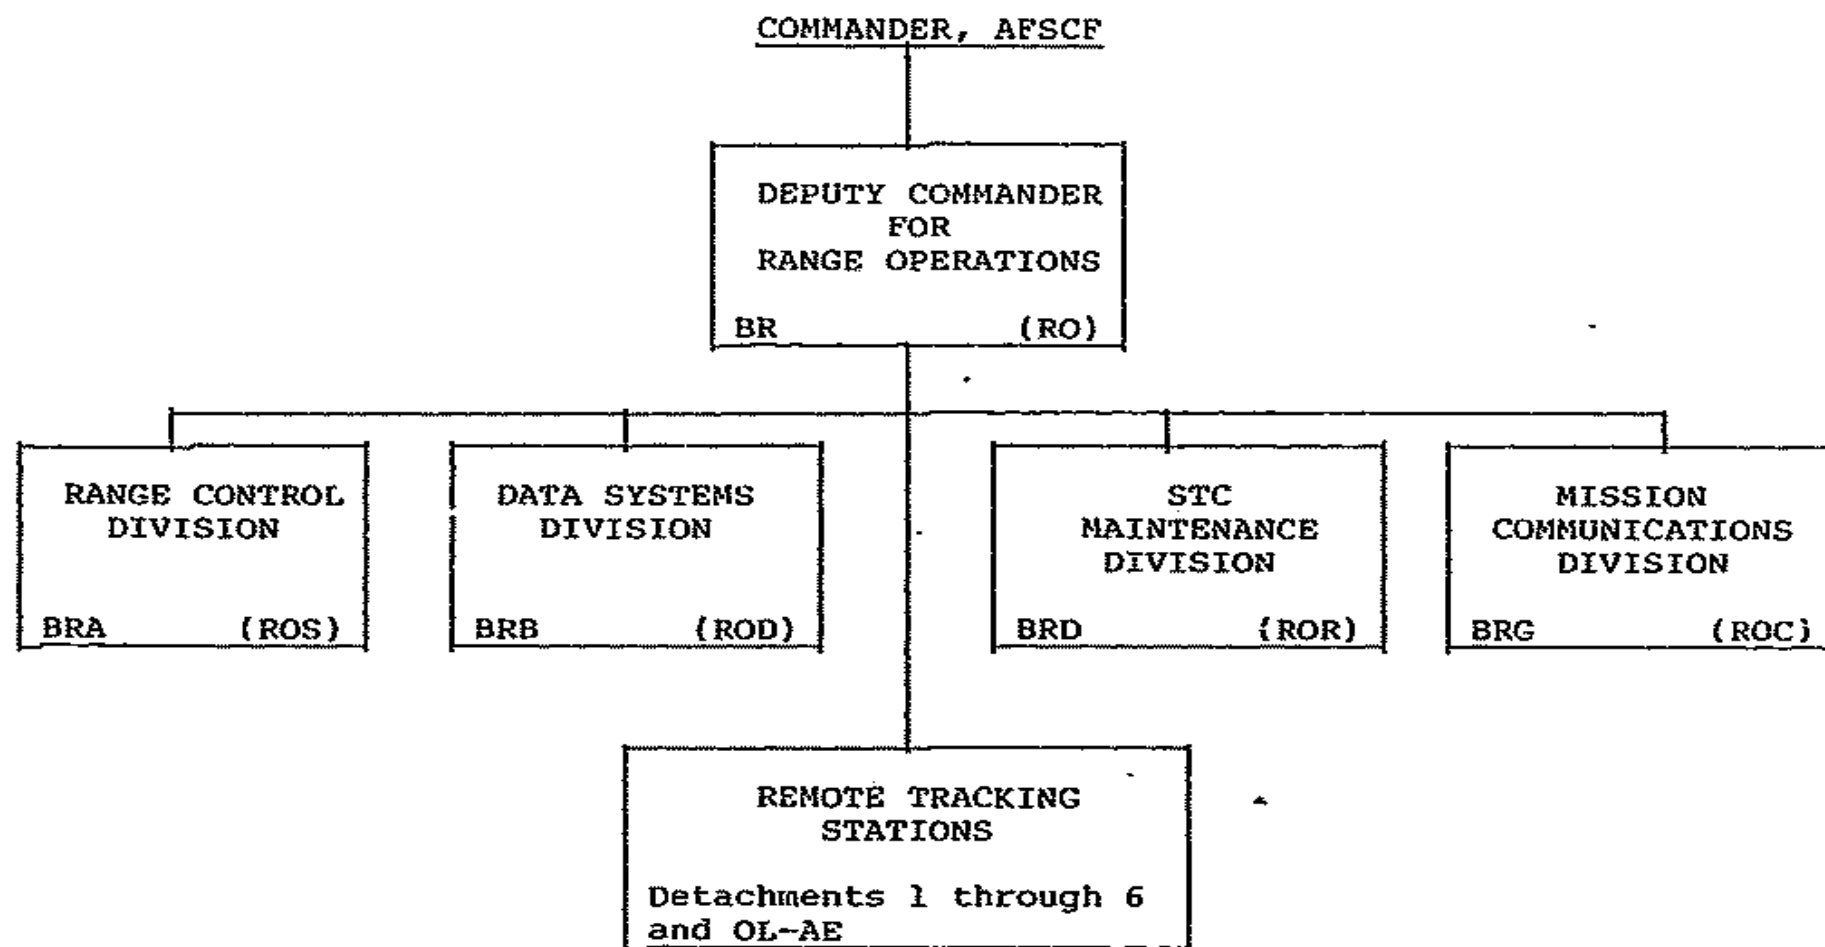 COMMANDER, AFSCF
DEPUTY COMMANDER
FOR
RANGE OPERATIONS
BR (RO)
RANGE CONTROL
DIVISION
BRA (ROS)
DATA SYSTEMS
DIVISION
BRB (ROD)
STC
MAINTENANCE
DIVISION
BRD (ROR)
MISSION
COMMUNICATIONS
DIVISION
BRG (ROC)
REMOTE TRACKING
STATIONS
Detachments 1 through 6
and OL-AE